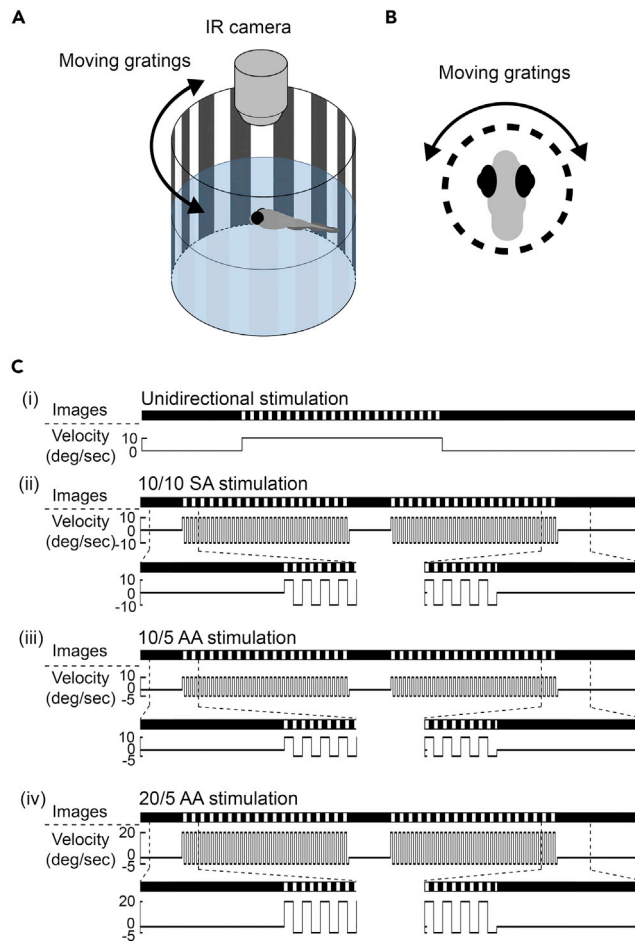 A
IR camera
Moving gratings
B
Moving gratings
C
(i)
Unidirectional stimulation
Images
Velocity
(deg/sec)
10
0
(ii)
10/10 SA stimulation
Images
Velocity
(deg/sec)
10
0
-10
10
0
-10
(iii)
10/5 AA stimulation
Images
Velocity
(deg/sec)
10
0
-5
10
0
-5
(iv)
20/5 AA stimulation
Images
Velocity
(deg/sec)
20
0
-5
20
0
-5